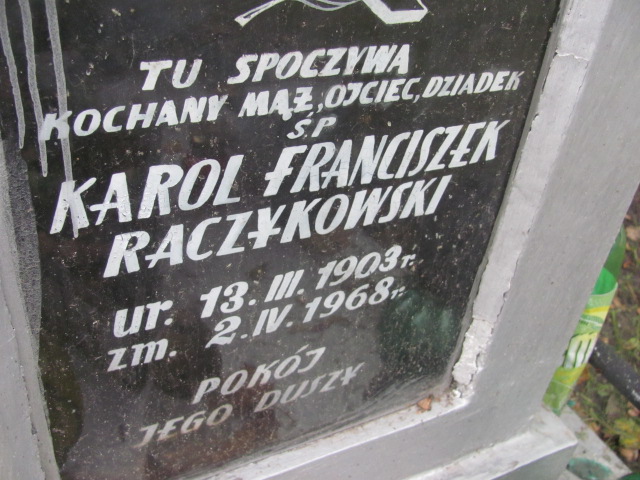 TU SPOCZYWA
KOCHANY MĄŻ, OJCIEC, DZIADEK
Ś.P
KAROL FRANCISZEK
RACZYKOWSKI
ur. 13. III. 1903 r.
zm. 2. IV. 1968 r.
POKÓJ
JEGO DUSZY